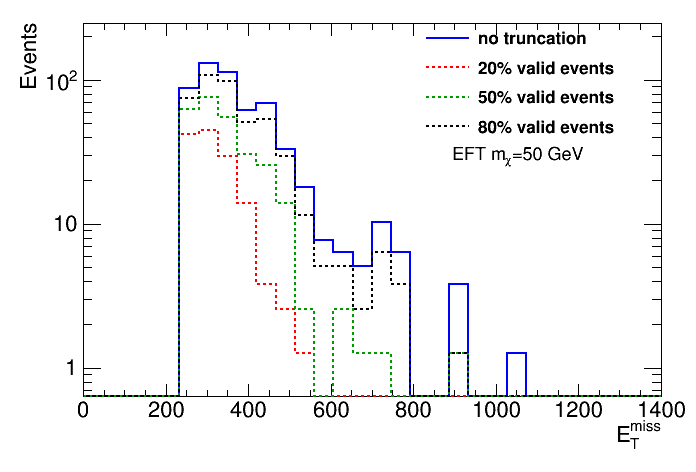 Events
10²
10
1
no truncation
20% valid events
50% valid events
80% valid events
EFT mχ=50 GeV
0 200 400 600 800 1000 1200 1400
E_T^miss